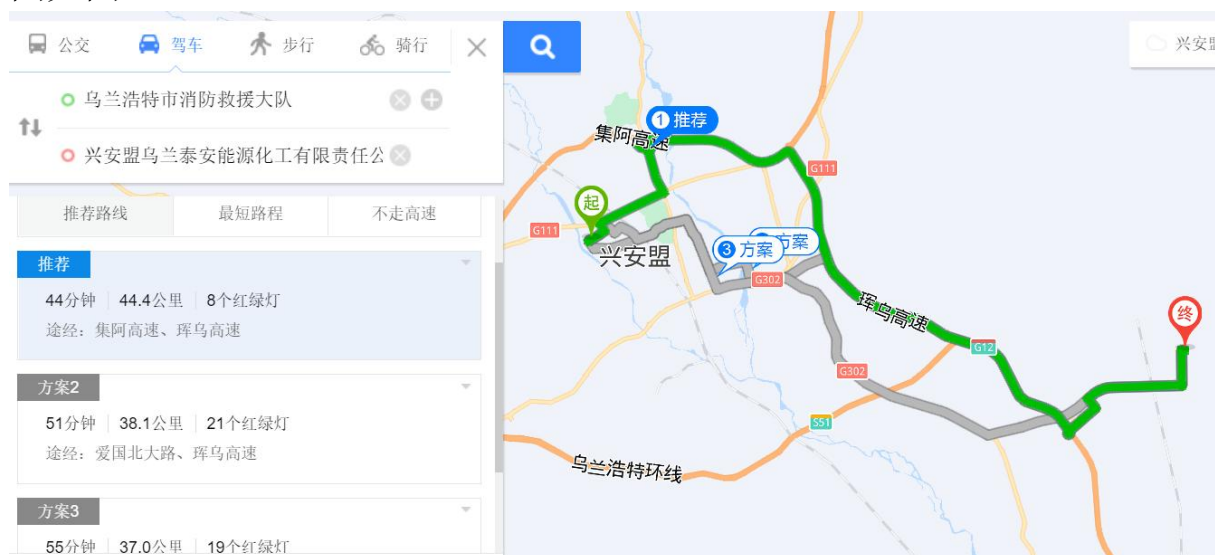 公交 驾车 步行 骑行
乌兰浩特市消防救援大队
兴安盟乌兰泰安能源化工有限责任公
推荐路线 最短路程 不走高速
推荐
44分钟 44.4公里 8个红绿灯
途经：集阿高速、珲乌高速
方案2
51分钟 38.1公里 21个红绿灯
途经：爱国北大路、珲乌高速
方案3
55分钟 37.0公里 19个红绿灯
兴安盟
1 推荐
集阿高速
G111
起
G111
兴安盟
3 方案
方案
G302
珲乌高速
终
G12
G302
S51
乌兰浩特环线